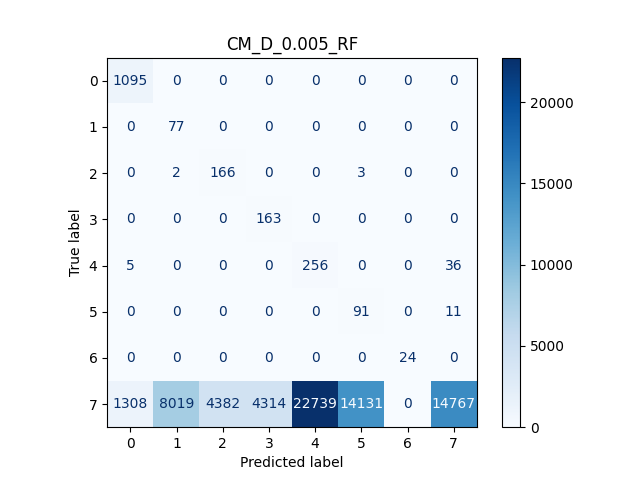 CM_D_0.005_RF
0 1095 0 0 0 0 0 0 0
1 0 77 0 0 0 0 0 0
2 0 2 166 0 0 3 0 0
3 0 0 0 163 0 0 0 0
4 5 0 0 0 256 0 0 36
5 0 0 0 0 0 91 0 11
6 0 0 0 0 0 0 24 0
7 1308 8019 4382 4314 22739 14131 0 14767
0 1 2 3 4 5 6 7
Predicted label
True label
20000
15000
10000
5000
0